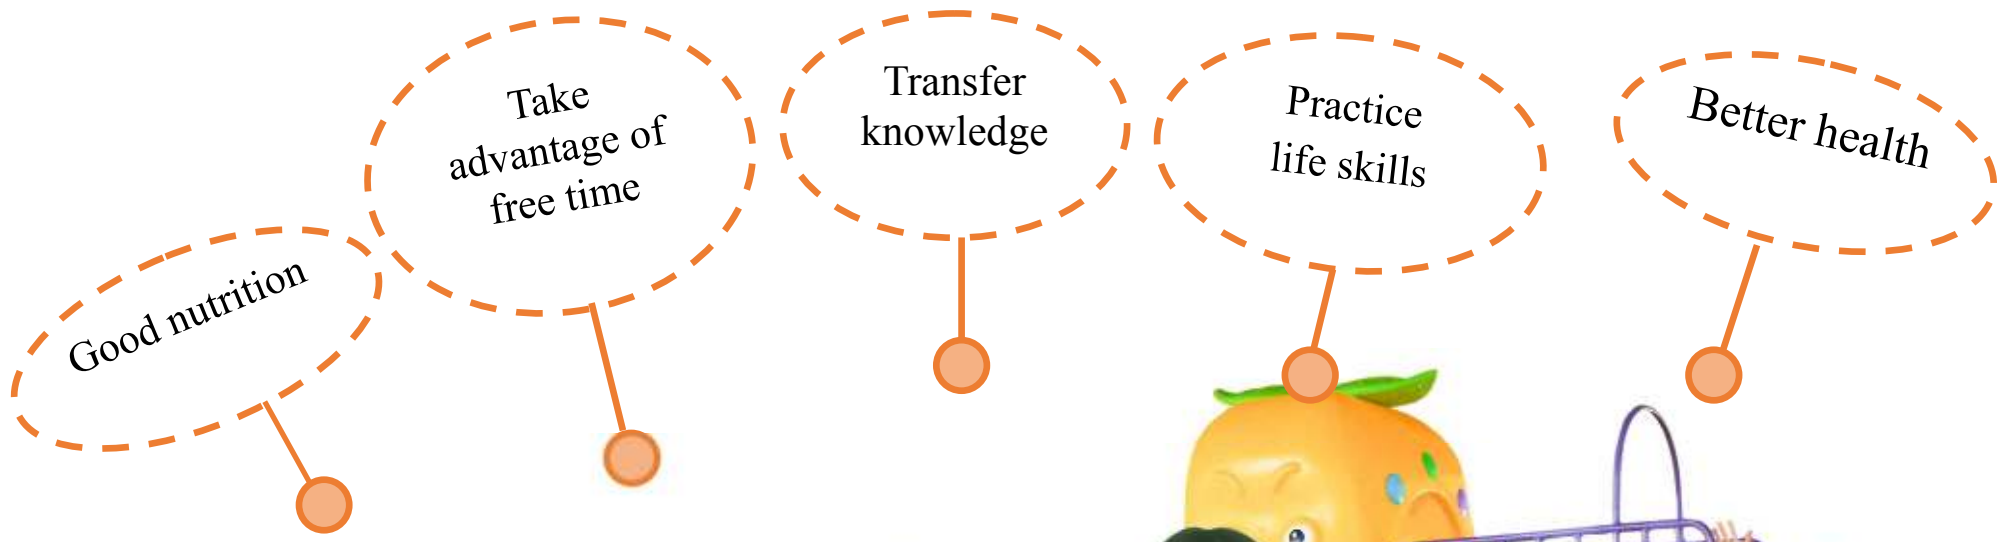 Good nutrition
Take
advantage of
free time
Transfer
knowledge
Practice
life skills
Better health